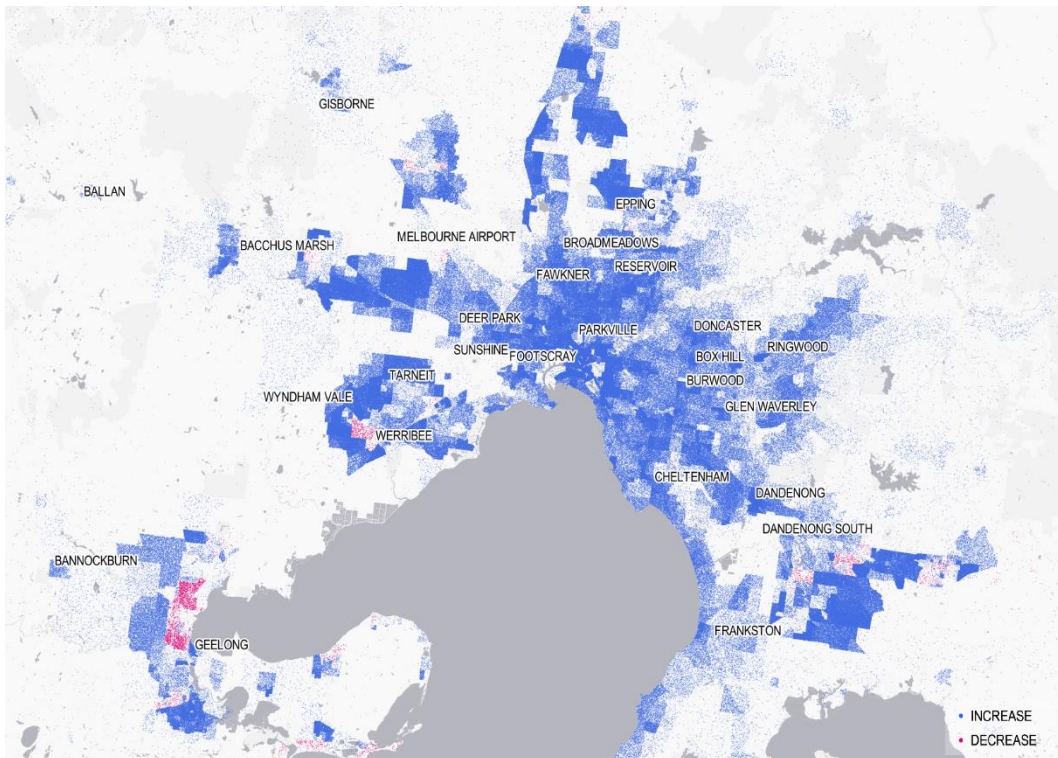 GISBORNE
BALLAN
EPPING
MELBOURNE AIRPORT
BACCHUS MARSH
BROADMEADOWS
RESERVOIR
FAWKNER
DEER PARK
PARKVILLE
DONCASTER
SUNSHINE
FOOTSCRAY
BOX HILL
RINGWOOD
TARNEIT
BURWOOD
WYNDHAM VALE
GLEN WAVERLEY
WERRIBEE
CHELTENHAM
DANDENONG
DANDENONG SOUTH
BANNOCKBURN
FRANKSTON
GEELONG
INCREASE
DECREASE